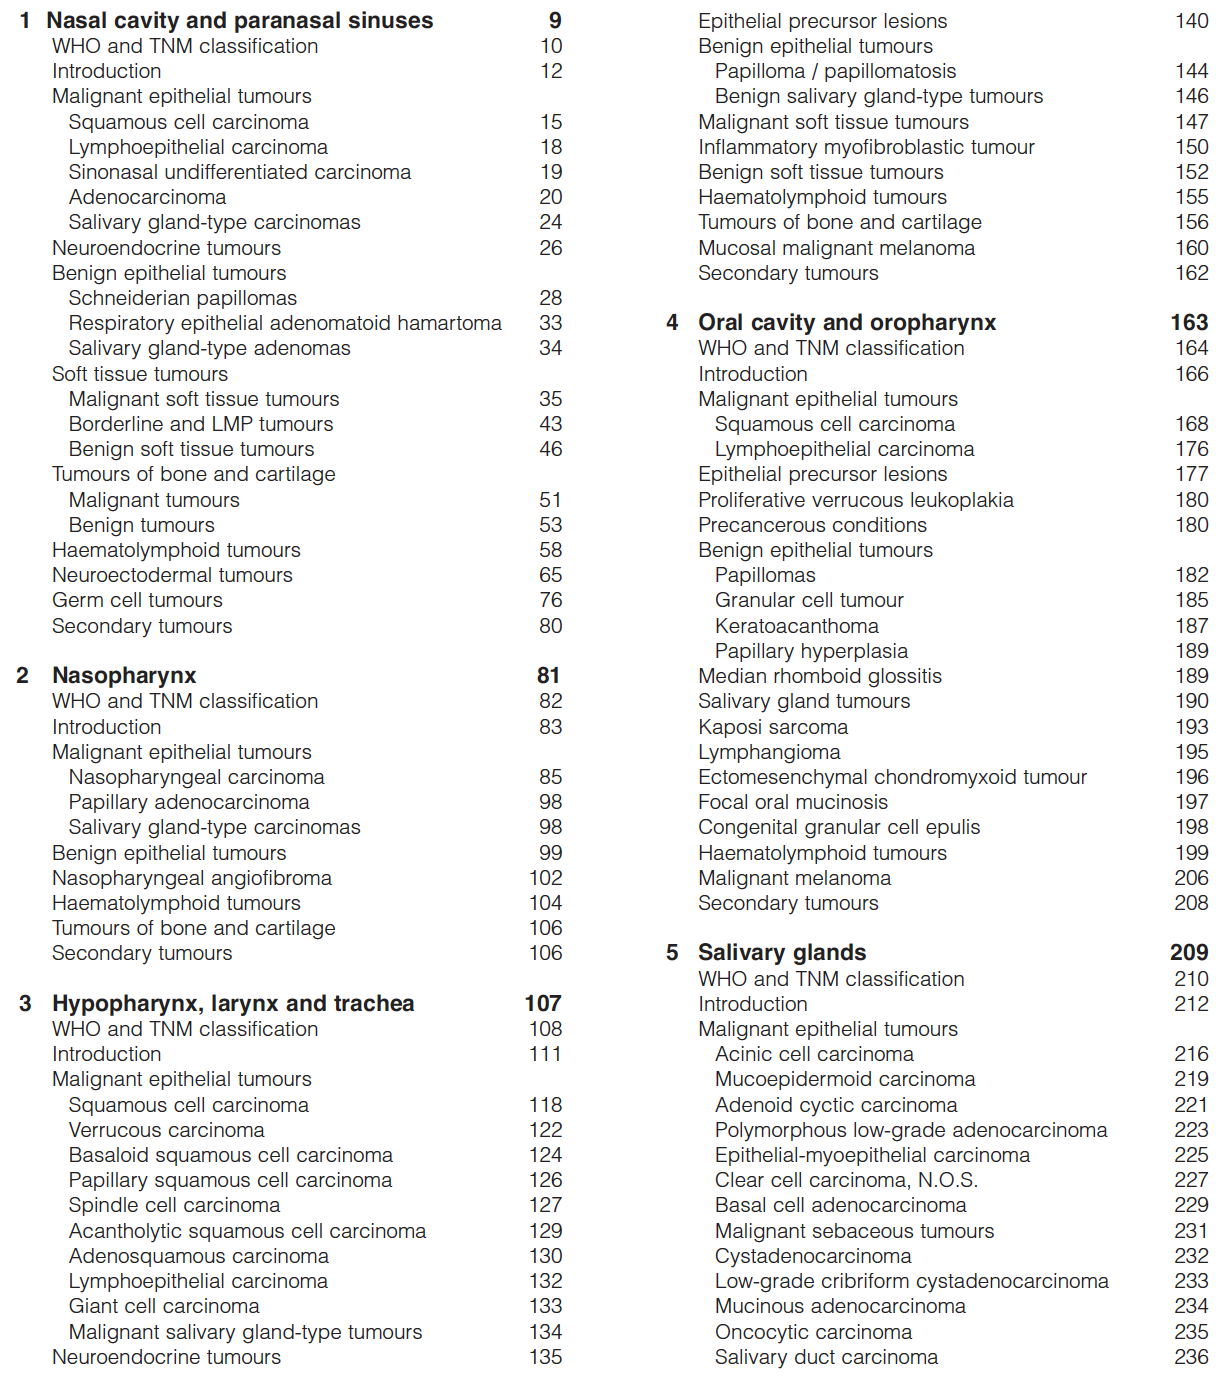 1 Nasal cavity and paranasal sinuses 9
WHO and TNM classification 10
Introduction 12
Malignant epithelial tumours
Squamous cell carcinoma 15
Lymphoepithelial carcinoma 18
Sinonasal undifferentiated carcinoma 19
Adenocarcinoma 20
Salivary gland-type carcinomas 24
Neuroendocrine tumours 26
Benign epithelial tumours
Schneiderian papillomas 28
Respiratory epithelial adenomatoid hamartoma 33
Salivary gland-type adenomas 34
Soft tissue tumours
Malignant soft tissue tumours 35
Borderline and LMP tumours 43
Benign soft tissue tumours 46
Tumours of bone and cartilage
Malignant tumours 51
Benign tumours 53
Haematolymphoid tumours 58
Neuroectodermal tumours 65
Germ cell tumours 76
Secondary tumours 80
2 Nasopharynx 81
WHO and TNM classification 82
Introduction 83
Malignant epithelial tumours
Nasopharyngeal carcinoma 85
Papillary adenocarcinoma 98
Salivary gland-type carcinomas 98
Benign epithelial tumours 99
Nasopharyngeal angiofibroma 102
Haematolymphoid tumours 104
Tumours of bone and cartilage 106
Secondary tumours 106
3 Hypopharynx, larynx and trachea 107
WHO and TNM classification 108
Introduction 111
Malignant epithelial tumours
Squamous cell carcinoma 118
Verrucous carcinoma 122
Basaloid squamous cell carcinoma 124
Papillary squamous cell carcinoma 126
Spindle cell carcinoma 127
Acantholytic squamous cell carcinoma 129
Adenosquamous carcinoma 130
Lymphoepithelial carcinoma 132
Giant cell carcinoma 133
Malignant salivary gland-type tumours 134
Neuroendocrine tumours 135
Epithelial precursor lesions 140
Benign epithelial tumours
Papilloma / papillomatosis 144
Benign salivary gland-type tumours 146
Malignant soft tissue tumours 147
Inflammatory myofibroblastic tumour 150
Benign soft tissue tumours 152
Haematolymphoid tumours 155
Tumours of bone and cartilage 156
Mucosal malignant melanoma 160
Secondary tumours 162
4 Oral cavity and oropharynx 163
WHO and TNM classification 164
Introduction 166
Malignant epithelial tumours
Squamous cell carcinoma 168
Lymphoepithelial carcinoma 176
Epithelial precursor lesions 177
Proliferative verrucous leukoplakia 180
Precancerous conditions 180
Benign epithelial tumours
Papillomas 182
Granular cell tumour 185
Keratoacanthoma 187
Papillary hyperplasia 189
Median rhomboid glossitis 189
Salivary gland tumours 190
Kaposi sarcoma 193
Lymphangioma 195
Ectomesenchymal chondromyxoid tumour 196
Focal oral mucinosis 197
Congenital granular cell epulis 198
Haematolymphoid tumours 199
Malignant melanoma 206
Secondary tumours 208
5 Salivary glands 209
WHO and TNM classification 210
Introduction 212
Malignant epithelial tumours
Acinic cell carcinoma 216
Mucoepidermoid carcinoma 219
Adenoid cyctic carcinoma 221
Polymorphous low-grade adenocarcinoma 223
Epithelial-myoepithelial carcinoma 225
Clear cell carcinoma, N.O.S. 227
Basal cell adenocarcinoma 229
Malignant sebaceous tumours 231
Cystadenocarcinoma 232
Low-grade cribriform cystadenocarcinoma 233
Mucinous adenocarcinoma 234
Oncocytic carcinoma 235
Salivary duct carcinoma 236